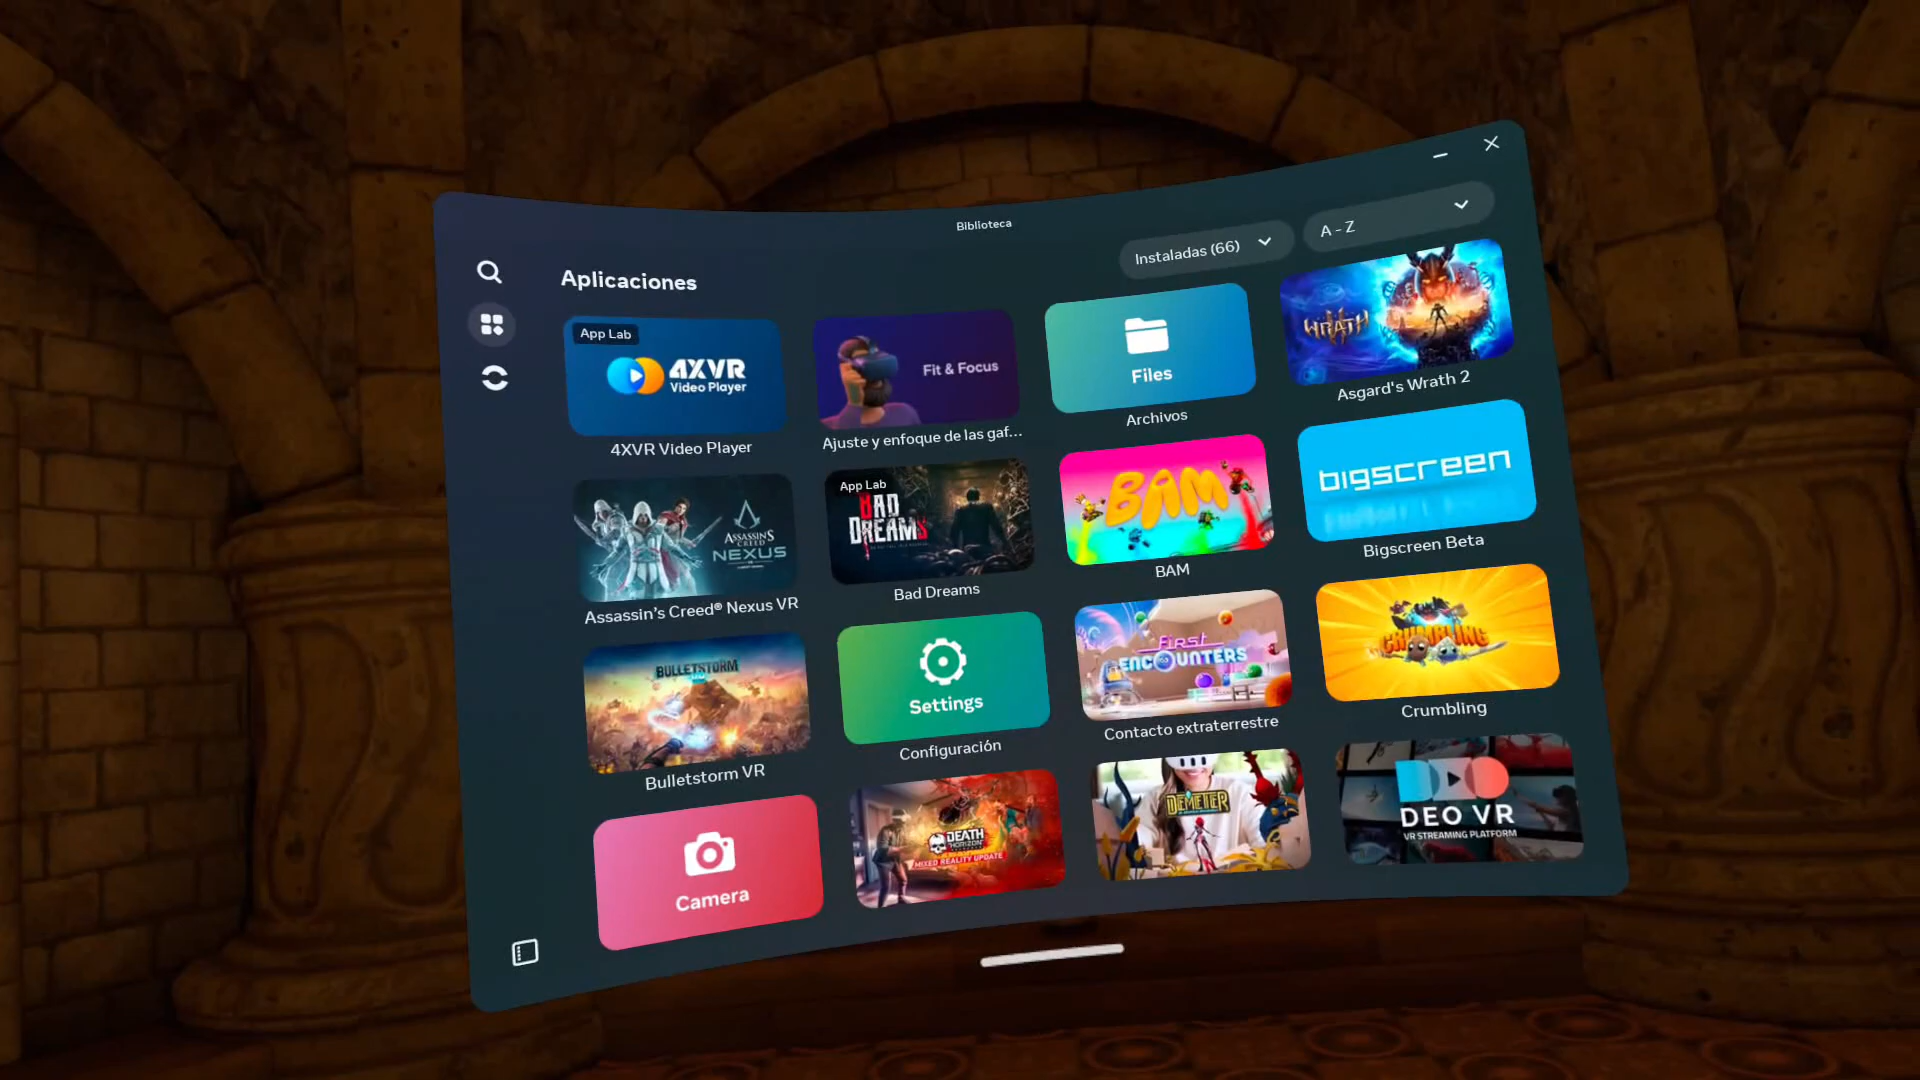 Biblioteca
Aplicaciones
Instaladas (66)
A - Z
App Lab
4XVR
Video Player
4XVR Video Player
Fit & Focus
Ajuste y enfoque de las gaf...
Files
Archivos
WRATH
Asgard's Wrath 2
ASSASSIN'S
CREED
NEXUS
Assassin's Creed® Nexus VR
App Lab
BAD
DREAMS
Bad Dreams
BAM
BAM
bigscreen
Bigscreen Beta
BULLETSTORM
Bulletstorm VR
Settings
Configuración
First
ENCOUNTERS
Contacto extraterrestre
CRUMBLING
Crumbling
Camera
DEATH
HORIZON
MIXED REALITY UPDATE
DEMETER
DEO VR
VR STREAMING PLATFORM